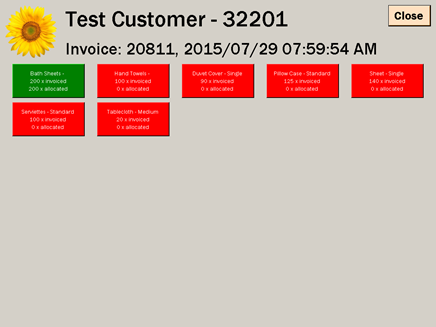 Test Customer - 32201
Close
Invoice: 20811, 2015/07/29 07:59:54 AM
Bath Sheets -
200 x invoiced
200 x allocated
Hand Towels -
100 x invoiced
0 x allocated
Duvet Cover - Single
90 x invoiced
0 x allocated
Pillow Case - Standard
125 x invoiced
0 x allocated
Sheet - Single
140 x invoiced
0 x allocated
Serviettes - Standard
100 x invoiced
0 x allocated
Tablecloth - Medium
20 x invoiced
0 x allocated